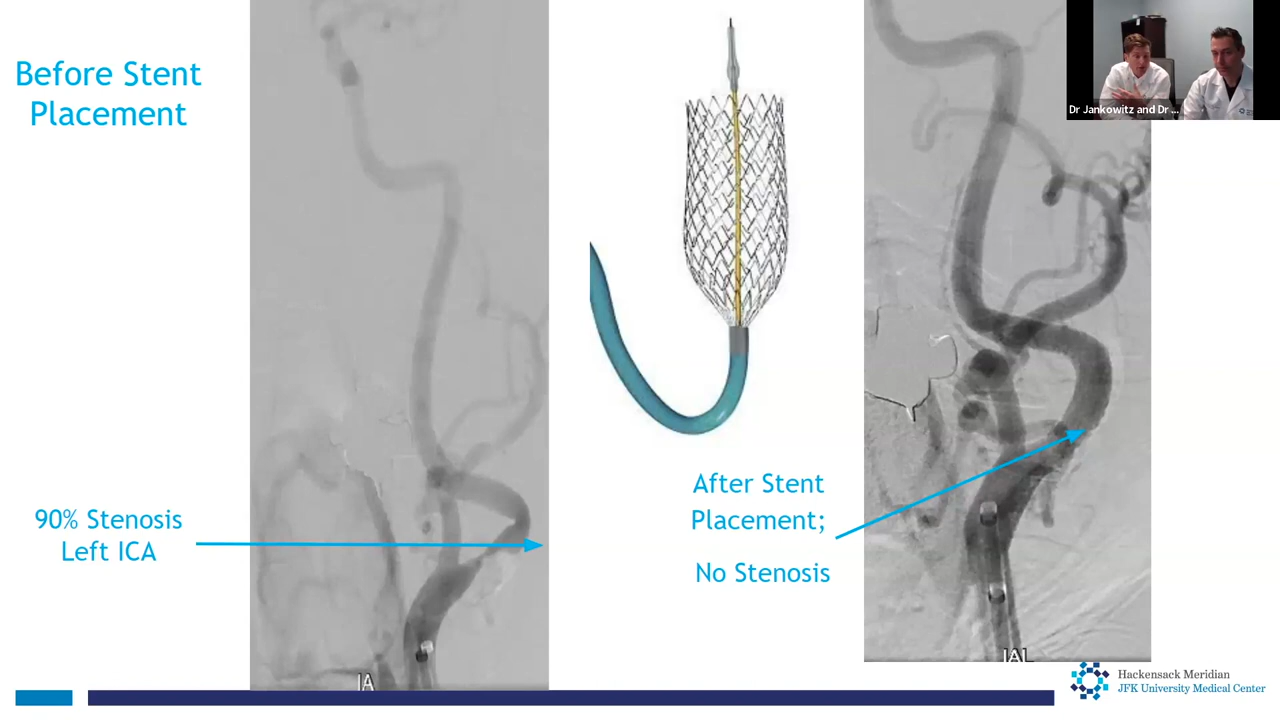 Before Stent
Placement
90% Stenosis
Left ICA
After Stent
Placement;
No Stenosis
Dr Jankowitz and Dr ...
IA
IAL
Hackensack Meridian
JFK University Medical Center